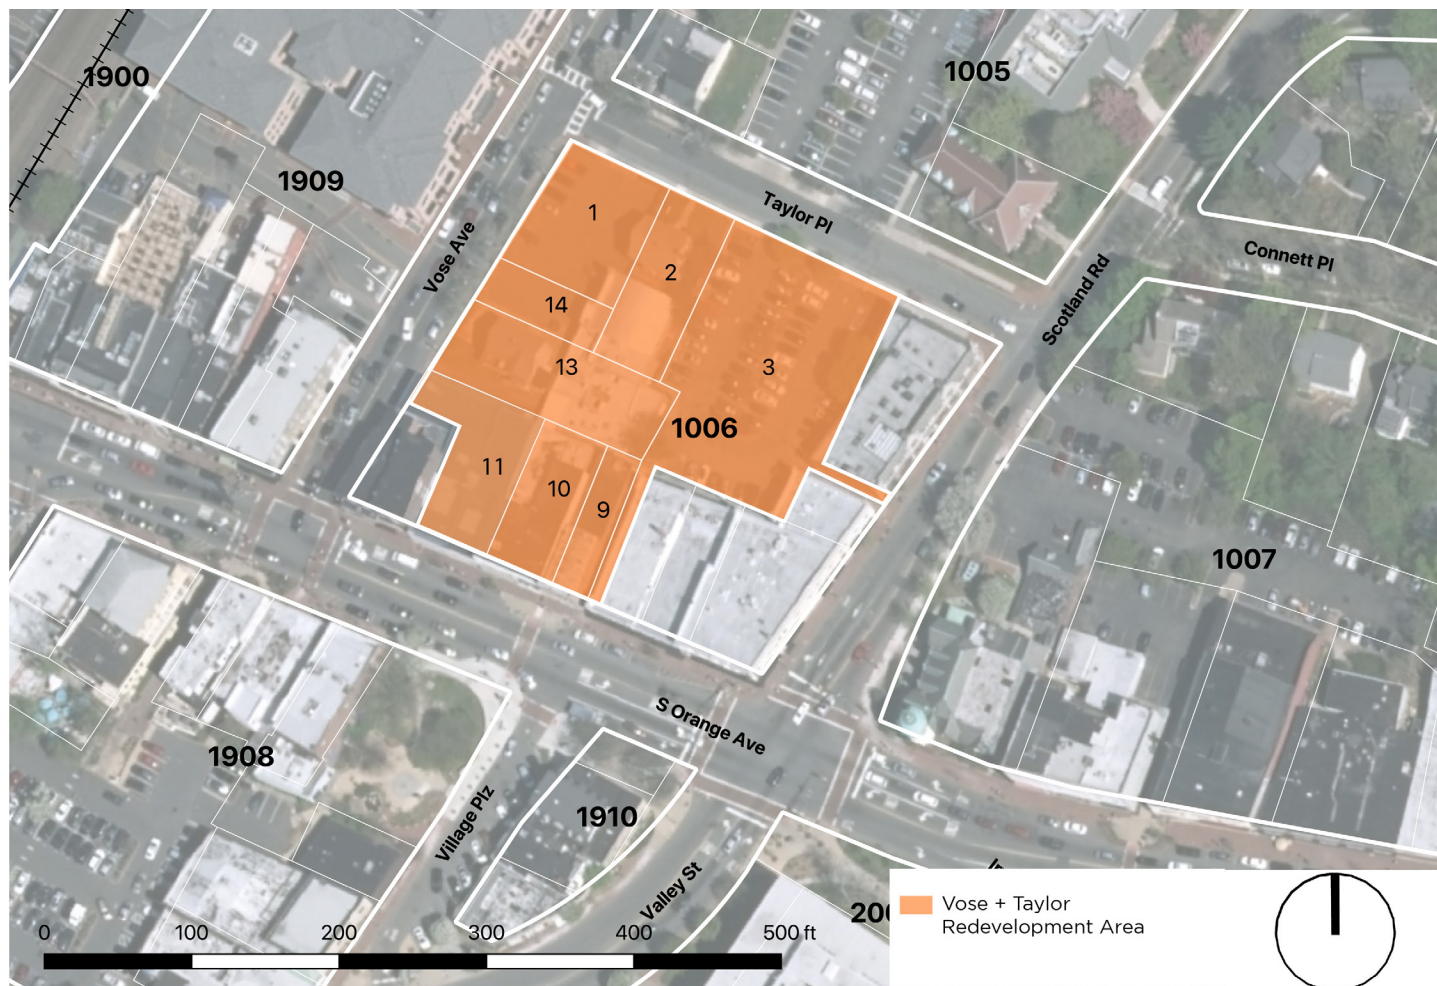 1900
1005
1909
1
Taylor Pl
Vose Ave
2
Connett Pl
14
Scotland Rd
13
3
1006
11
10
9
1007
S Orange Ave
1908
1910
Village Plz
Valley St
0 100 200 300 400 500 ft
Vose + Taylor
Redevelopment Area